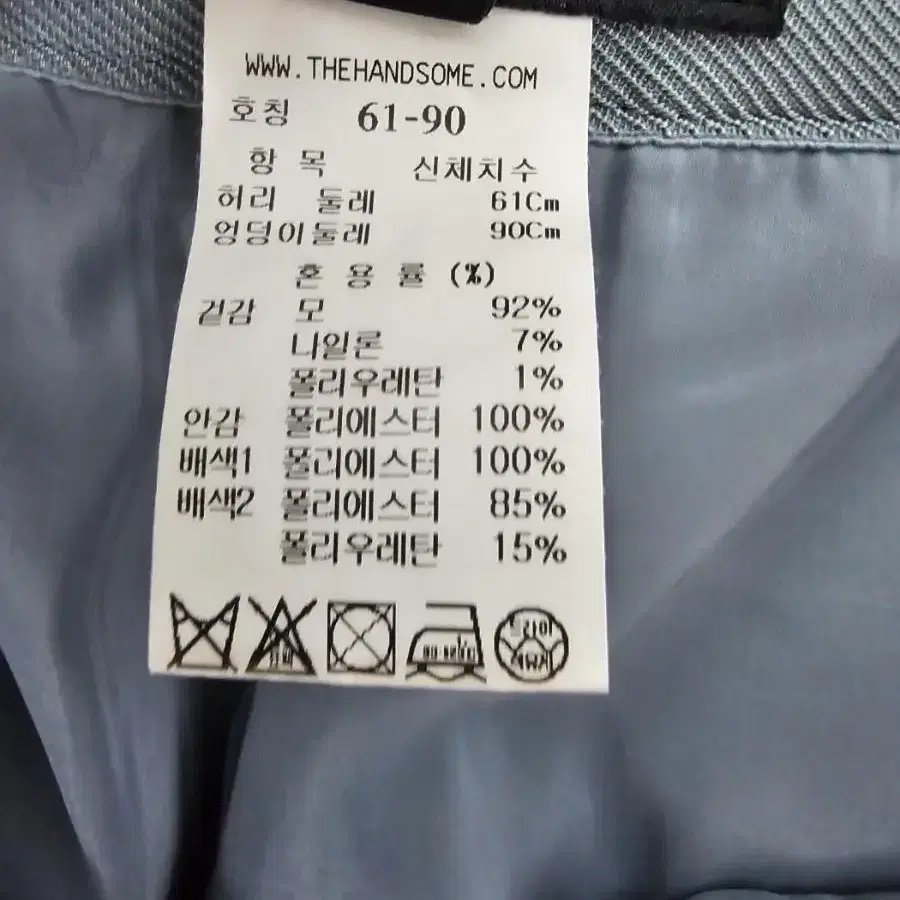 WWW.THEHANDSOME.COM
호칭 61-90
항 목 신체치수
허리 둘레 61Cm
엉덩이둘레 90Cm
혼 용 률 (%)
겉감 모 92%
나일론 7%
폴리우레탄 1%
안감 폴리에스터 100%
배색1 폴리에스터 100%
배색2 폴리에스터 85%
폴리우레탄 15%